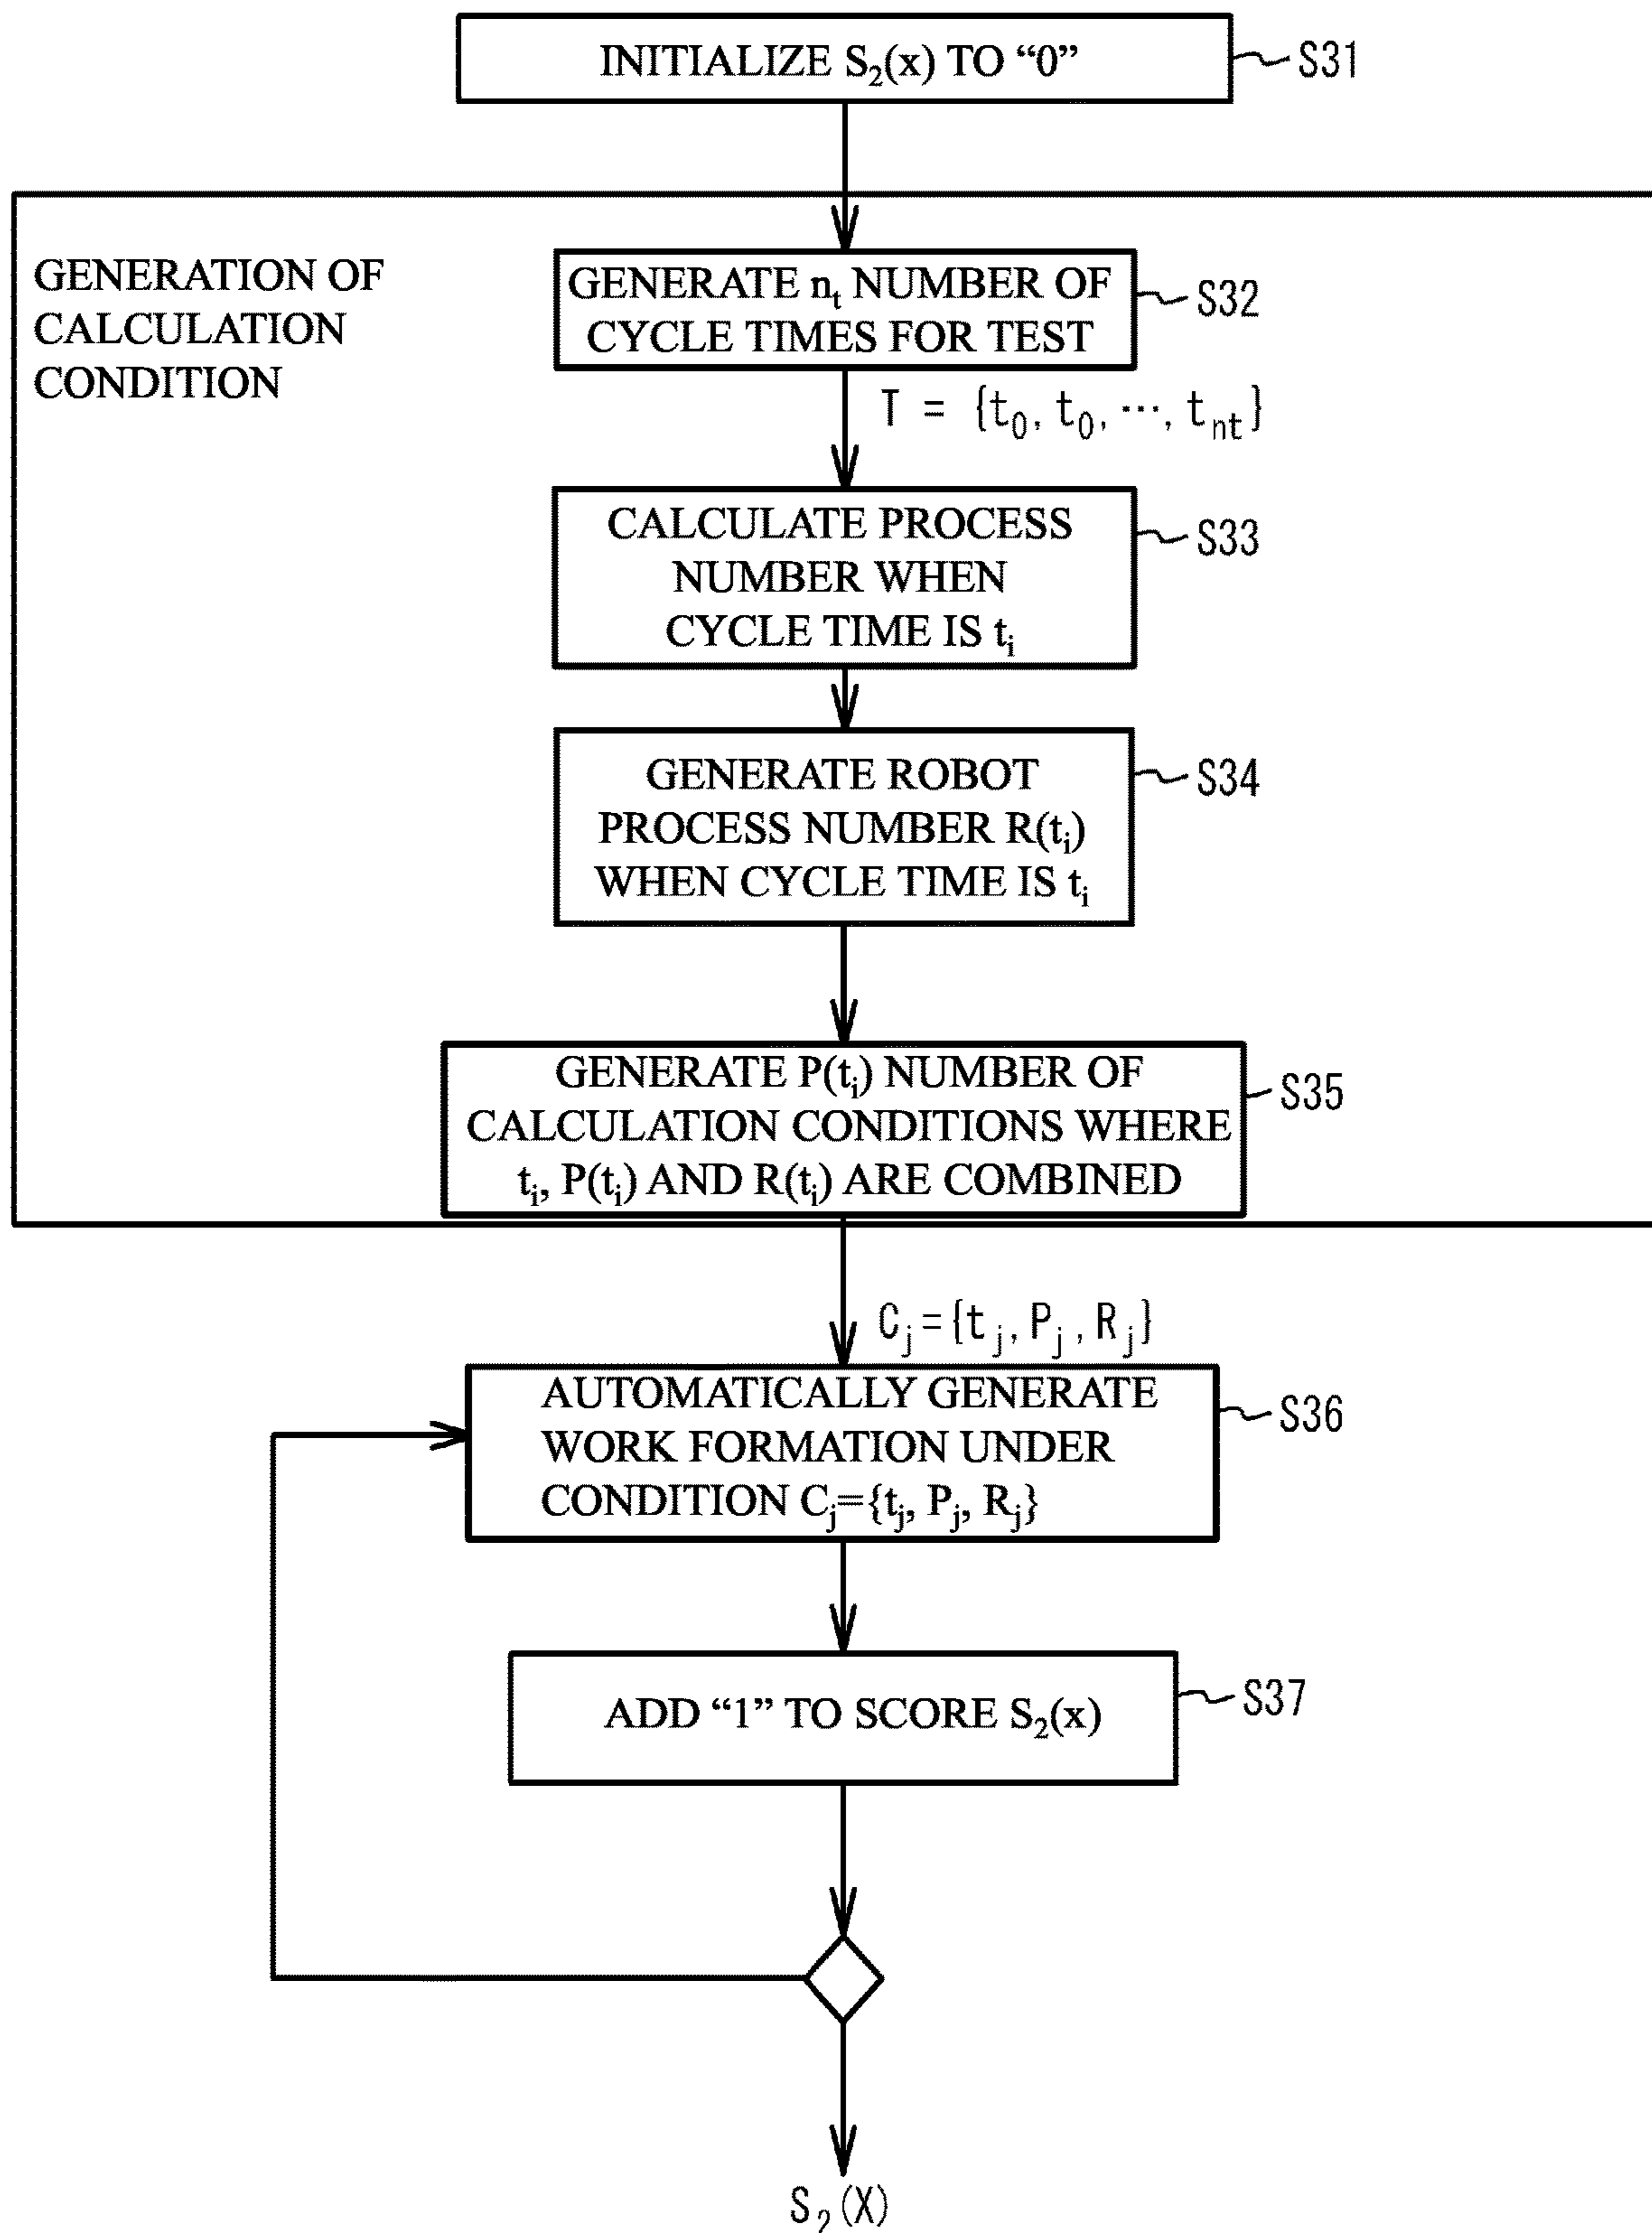 INITIALIZE S₂(x) TO “0”
S31
GENERATION OF
CALCULATION
CONDITION
GENERATE nₜ NUMBER OF
CYCLE TIMES FOR TEST
S32
T = {t₀, t₀, ⋯, tₙₜ}
CALCULATE PROCESS
NUMBER WHEN
CYCLE TIME IS tᵢ
S33
GENERATE ROBOT
PROCESS NUMBER R(tᵢ)
WHEN CYCLE TIME IS tᵢ
S34
GENERATE P(tᵢ) NUMBER OF
CALCULATION CONDITIONS WHERE
tᵢ, P(tᵢ) AND R(tᵢ) ARE COMBINED
S35
Cⱼ={tⱼ, Pⱼ, Rⱼ}
AUTOMATICALLY GENERATE
WORK FORMATION UNDER
CONDITION Cⱼ={tⱼ, Pⱼ, Rⱼ}
S36
ADD “1” TO SCORE S₂(x)
S37
S₂(X)